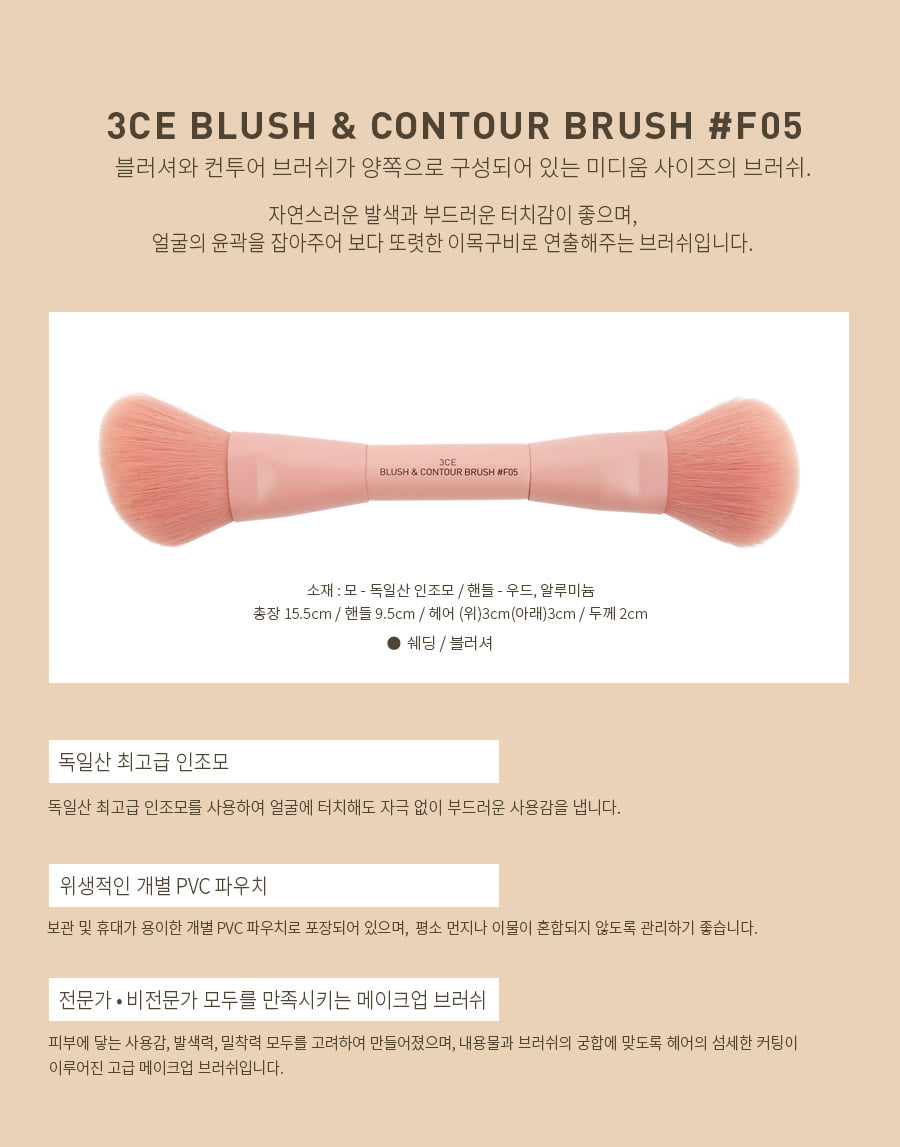 3CE BLUSH & CONTOUR BRUSH #F05
블러셔와 컨투어 브러쉬가 양쪽으로 구성되어 있는 미디움 사이즈의 브러쉬.
자연스러운 발색과 부드러운 터치감이 좋으며,
얼굴의 윤곽을 잡아주어 보다 또렷한 이목구비로 연출해주는 브러쉬입니다.
3CE
BLUSH & CONTOUR BRUSH #F05
소재 : 모 - 독일산 인조모 / 핸들 - 우드, 알루미늄
총장 15.5cm / 핸들 9.5cm / 헤어 (위)3cm(아래)3cm / 두께 2cm
● 쉐딩 / 블러셔
독일산 최고급 인조모
독일산 최고급 인조모를 사용하여 얼굴에 터치해도 자극 없이 부드러운 사용감을 냅니다.
위생적인 개별 PVC 파우치
보관 및 휴대가 용이한 개별 PVC 파우치로 포장되어 있으며, 평소 먼지나 이물이 혼합되지 않도록 관리하기 좋습니다.
전문가 • 비전문가 모두를 만족시키는 메이크업 브러쉬
피부에 닿는 사용감, 발색력, 밀착력 모두를 고려하여 만들어졌으며, 내용물과 브러쉬의 궁합에 맞도록 헤어의 섬세한 커팅이
이루어진 고급 메이크업 브러쉬입니다.